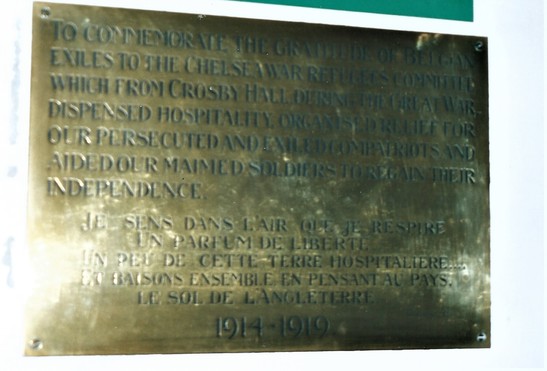 TO COMMEMORATE THE GRATITUDE OF BELGIAN
EXILES TO THE CHELSEA WAR REFUGEES COMMITTEE
WHICH FROM CROSBY HALL DURING THE GREAT WAR
DISPENSED HOSPITALITY, ORGANISED RELIEF FOR
OUR PERSECUTED AND EXILED COMPATRIOTS AND
AIDED OUR MAIMED SOLDIERS TO REGAIN THEIR
INDEPENDENCE.
JE SENS DANS L'AIR QUE JE RESPIRE
UN PARFUM DE LIBERTE
UN PEU DE CETTE TERRE HOSPITALIERE....
ET BAISONS ENSEMBLE EN PENSANT AU PAYS,
LE SOL DE L'ANGLETERRE
1914-1919.